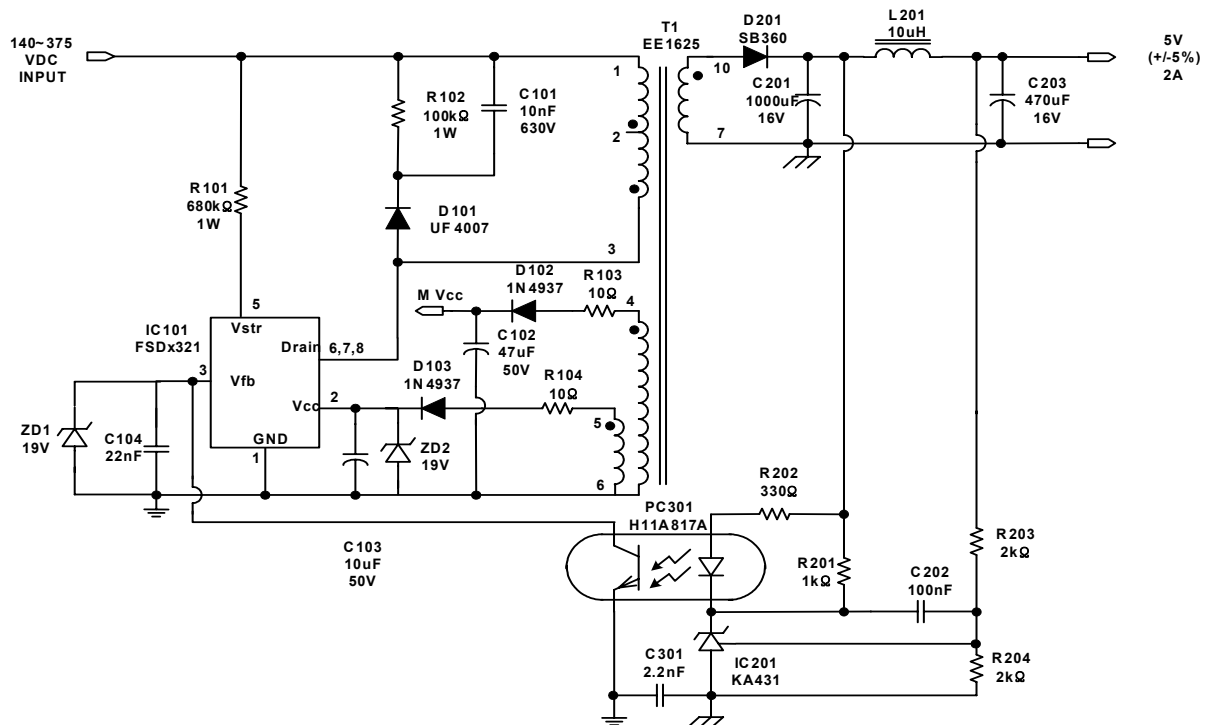 140~375
VDC
INPUT
T1
EE1625
D201
SB360
L201
10uH
5V
(+/-5%)
2A
1
10
C201
1000uF
16V
C203
470uF
16V
R102
100kΩ
1W
C101
10nF
630V
2
7
R101
680kΩ
1W
D101
UF4007
3
D102
1N4937
R103
10Ω
4
M Vcc
5
IC101
FSDx321
Vstr
Drain
6,7,8
C102
47uF
50V
3
Vfb
D103
1N4937
R104
10Ω
2
Vcc
ZD1
19V
C104
22nF
GND
1
ZD2
19V
5
6
R202
330Ω
PC301
H11A817A
C103
10uF
50V
R203
2kΩ
R201
1kΩ
C202
100nF
C301
2.2nF
IC201
KA431
R204
2kΩ